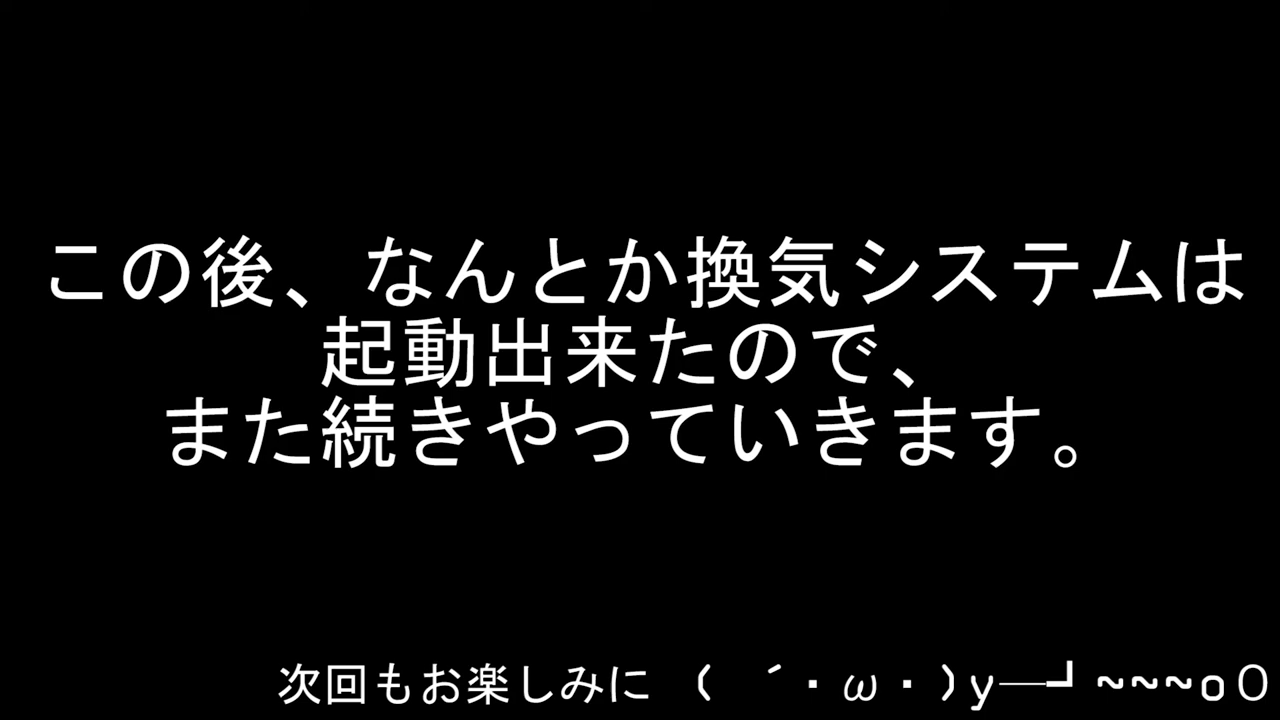 この後、なんとか換気システムは
起動出来たので、
また続きやっていきます。
次回もお楽しみに ( ´・ω・)y─┛~~~oO